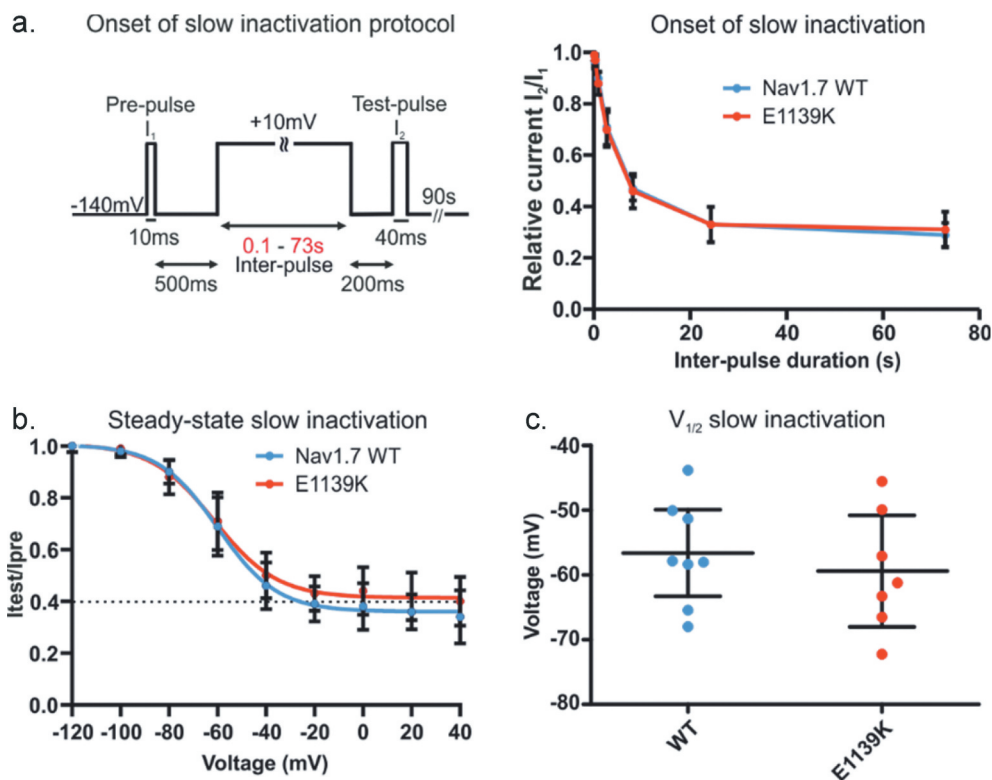 a. Onset of slow inactivation protocol
Pre-pulse
I1
+10mV
Test-pulse
I2
-140mV
90s
10ms
0.1 - 73s
40ms
Inter-pulse
500ms
200ms
Onset of slow inactivation
Relative current I2/I1
1.0
0.8
0.6
0.4
0.2
0.0
Nav1.7 WT
E1139K
0 20 40 60 80
Inter-pulse duration (s)
b. Steady-state slow inactivation
Itest/Ipre
1.0
0.8
0.6
0.4
0.2
0.0
Nav1.7 WT
E1139K
-120 -100 -80 -60 -40 -20 0 20 40
Voltage (mV)
c. V1/2 slow inactivation
Voltage (mV)
-40
-50
-60
-70
-80
WT
E1139K